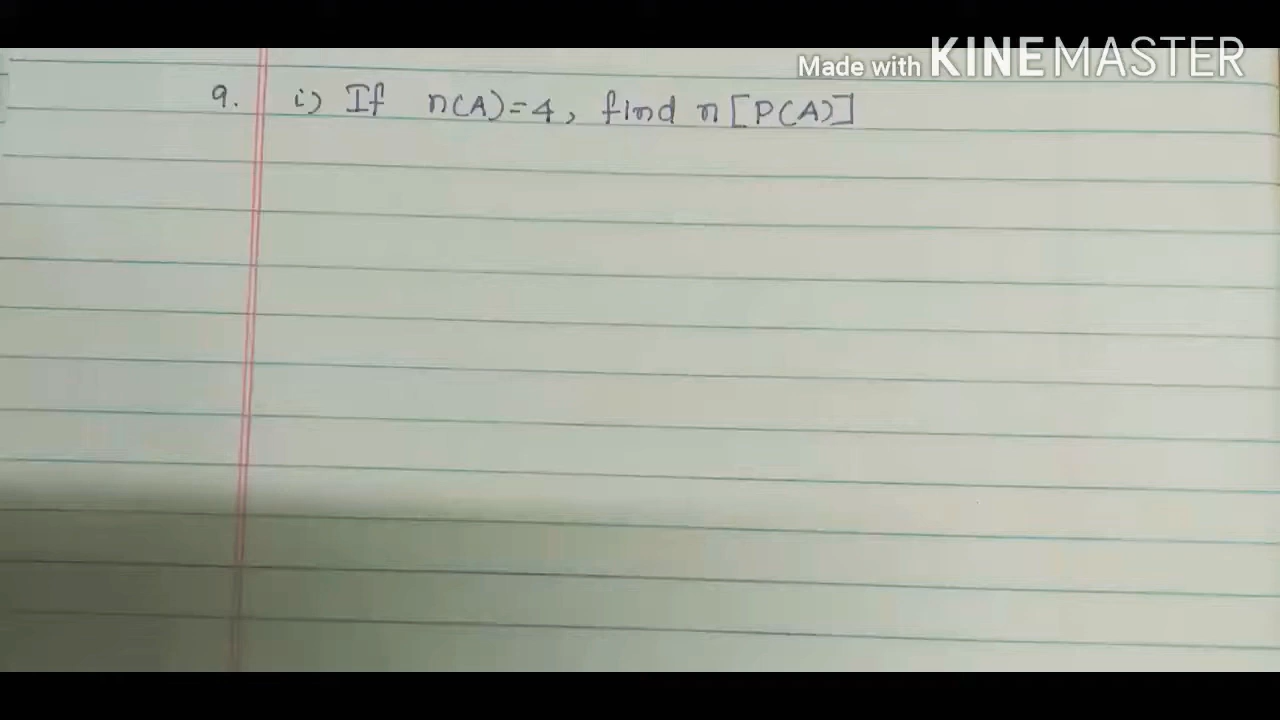 Made with KINEMASTER
9. i) If n(A)=4, find n[P(A)]